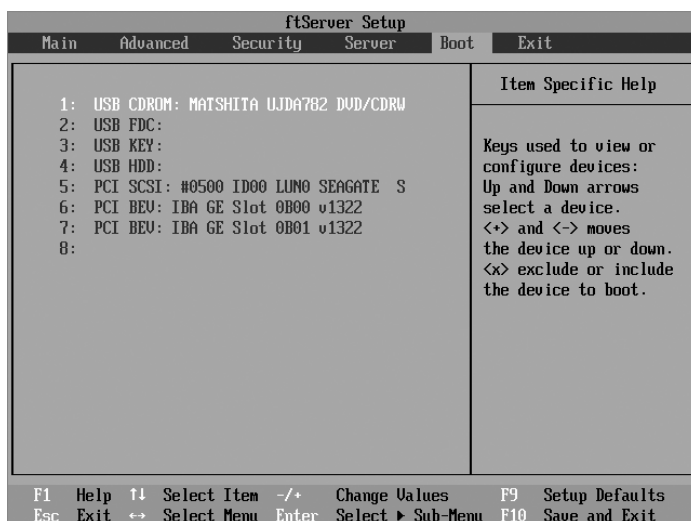 ftServer Setup
Main Advanced Security Server Boot Exit
Item Specific Help
1: USB CDROM: MATSHITA UJDA782 DVD/CDRW
2: USB FDC:
3: USB KEY:
4: USB HDD:
5: PCI SCSI: #0500 ID00 LUN0 SEAGATE S
6: PCI BEV: IBA GE Slot 0B00 v1322
7: PCI BEV: IBA GE Slot 0B01 v1322
8:
Keys used to view or
configure devices:
Up and Down arrows
select a device.
<+> and <-> moves
the device up or down.
<x> exclude or include
the device to boot.
F1 Help ↑↓ Select Item -/+ Change Values F9 Setup Defaults
Esc Exit ↔ Select Menu Enter Select ▶ Sub-Menu F10 Save and Exit